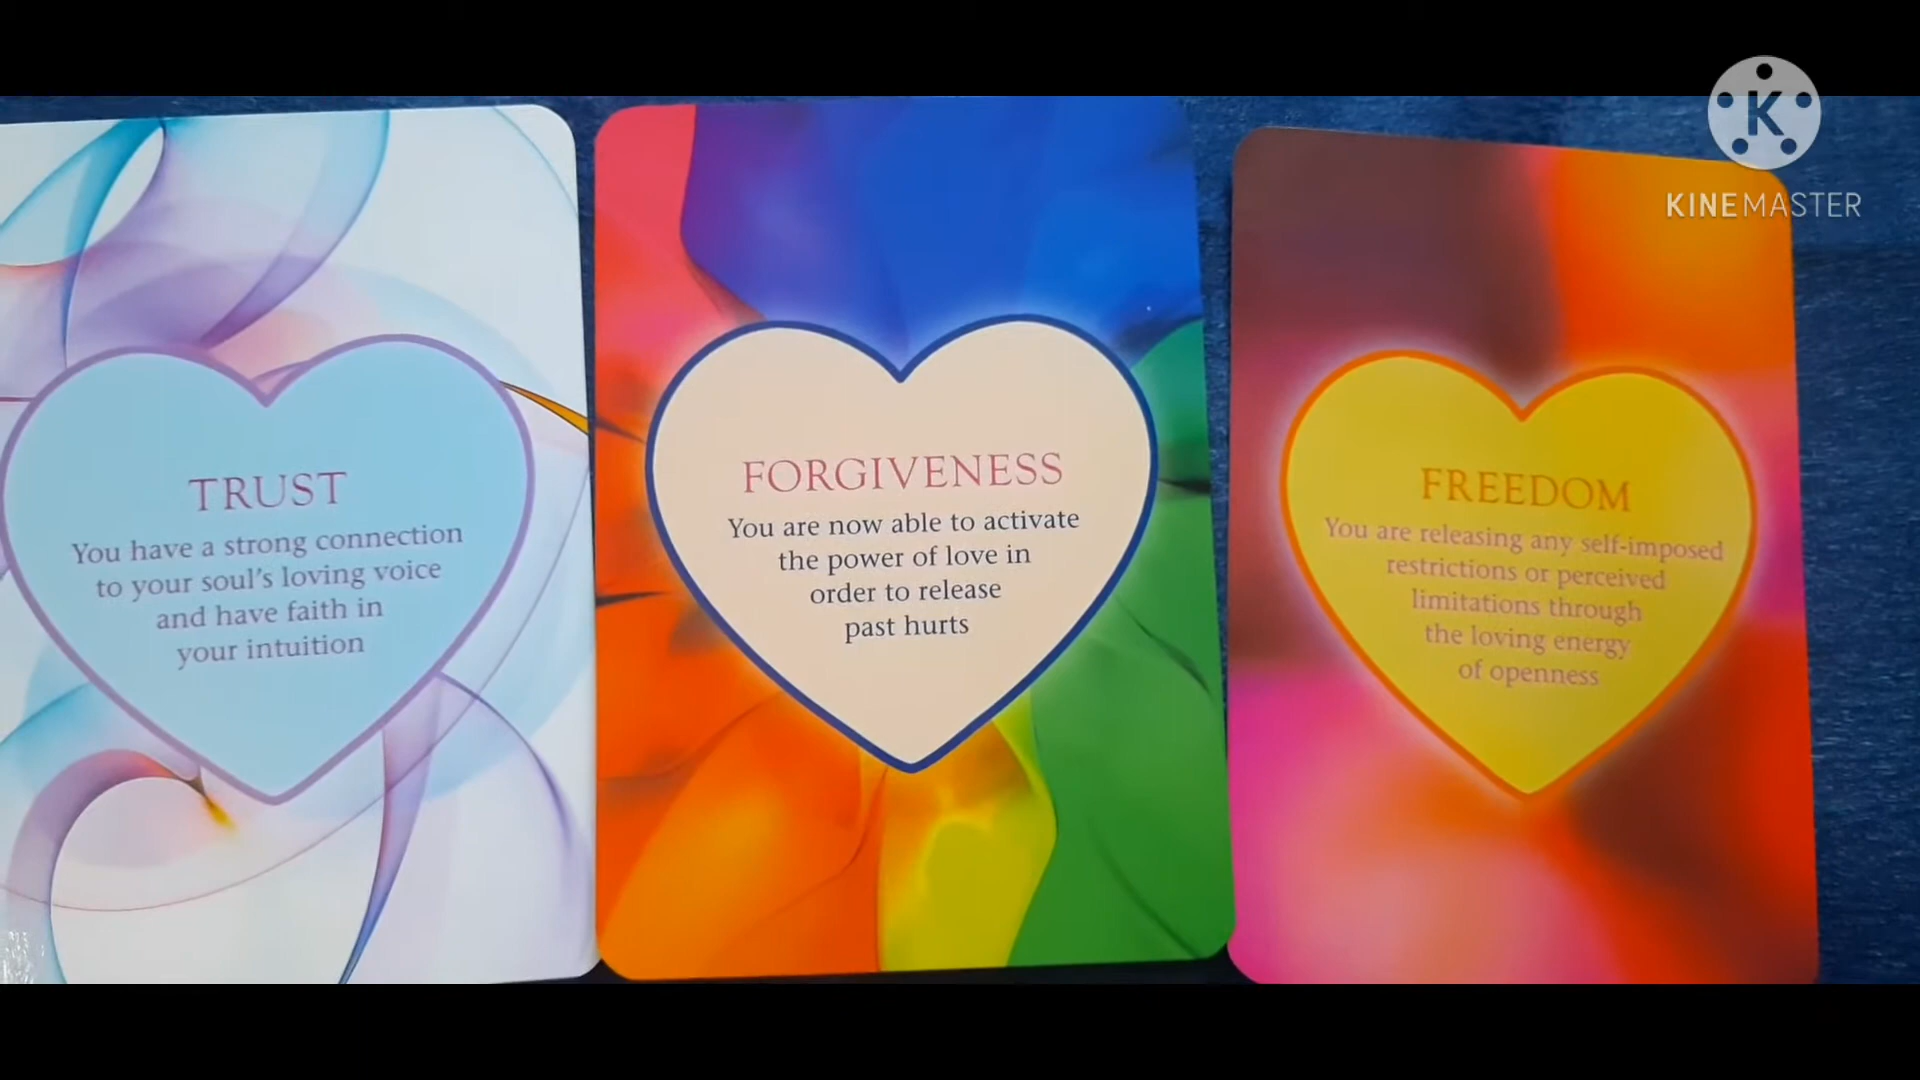 TRUST
You have a strong connection
to your soul's loving voice
and have faith in
your intuition
FORGIVENESS
You are now able to activate
the power of love in
order to release
past hurts
FREEDOM
You are releasing any self-imposed
restrictions or perceived
limitations through
the loving energy
of openness
K
KINEMASTER